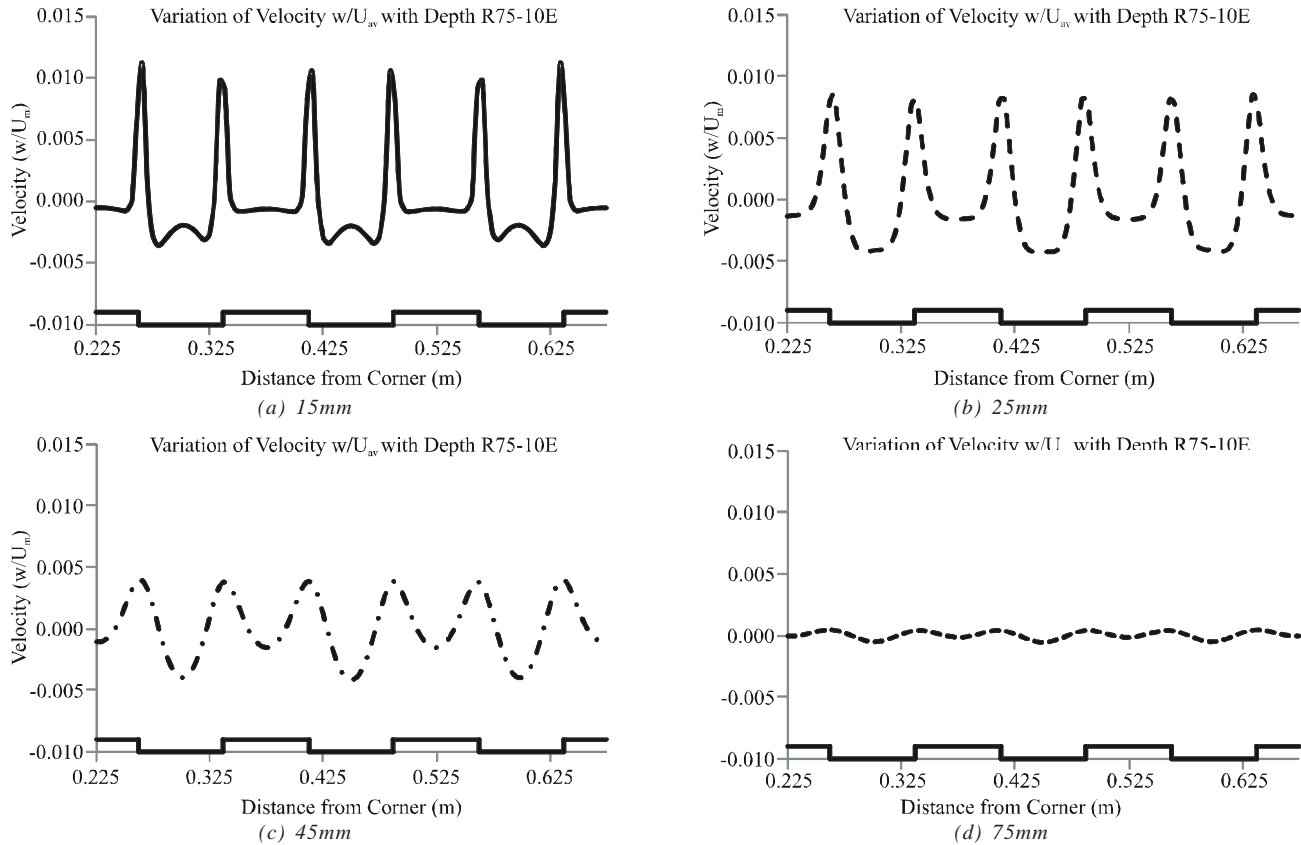 Variation of Velocity w/Uav with Depth R75-10E
0.015
0.010
0.005
0.000
-0.005
-0.010
Velocity (w/Um)
0.225 0.325 0.425 0.525 0.625
Distance from Corner (m)
(a) 15mm
Variation of Velocity w/Uav with Depth R75-10E
0.015
0.010
0.005
0.000
-0.005
-0.010
Velocity (w/Um)
0.225 0.325 0.425 0.525 0.625
Distance from Corner (m)
(b) 25mm
Variation of Velocity w/Uav with Depth R75-10E
0.015
0.010
0.005
0.000
-0.005
-0.010
Velocity (w/Um)
0.225 0.325 0.425 0.525 0.625
Distance from Corner (m)
(c) 45mm
Variation of Velocity w/U with Depth R75-10E
0.015
0.010
0.005
0.000
-0.005
-0.010
0.225 0.325 0.425 0.525 0.625
Distance from Corner (m)
(d) 75mm